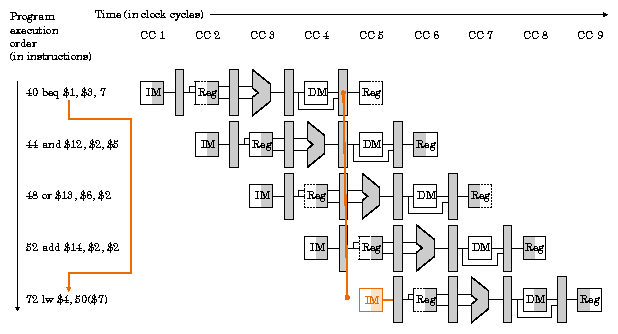 Program
execution
order
(in instructions)
Time (in clock cycles)
CC 1 CC 2 CC 3 CC 4 CC 5 CC 6 CC 7 CC 8 CC 9
40 beq $1, $3, 7
IM Reg DM Reg
44 and $12, $2, $5
IM Reg DM Reg
48 or $13, $6, $2
IM Reg DM Reg
52 add $14, $2, $2
IM Reg DM Reg
72 lw $4, 50($7)
IM Reg DM Reg